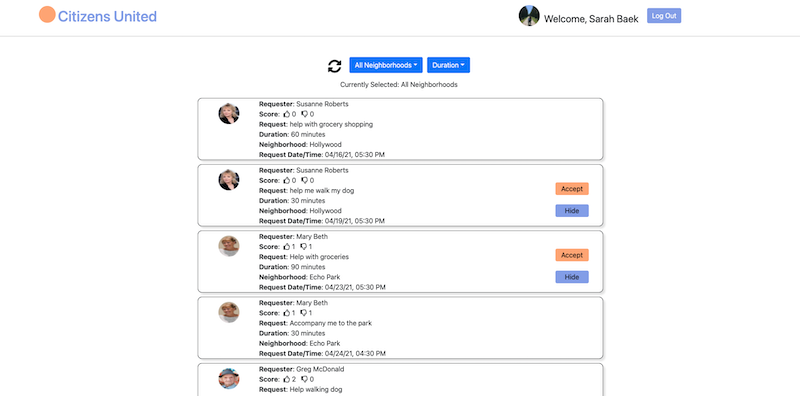 Citizens United
Welcome, Sarah Baek
Log Out
All Neighborhoods
Duration
Currently Selected: All Neighborhoods
Requester: Susanne Roberts
Score: 0 0
Request: help with grocery shopping
Duration: 60 minutes
Neighborhood: Hollywood
Request Date/Time: 04/16/21, 05:30 PM
Requester: Susanne Roberts
Score: 0 0
Request: help me walk my dog
Duration: 30 minutes
Neighborhood: Hollywood
Request Date/Time: 04/19/21, 05:30 PM
Accept
Hide
Requester: Mary Beth
Score: 1 1
Request: Help with groceries
Duration: 90 minutes
Neighborhood: Echo Park
Request Date/Time: 04/23/21, 05:30 PM
Accept
Hide
Requester: Mary Beth
Score: 1 1
Request: Accompany me to the park
Duration: 30 minutes
Neighborhood: Echo Park
Request Date/Time: 04/24/21, 04:30 PM
Requester: Greg McDonald
Score: 2 0
Request: Help walking dog